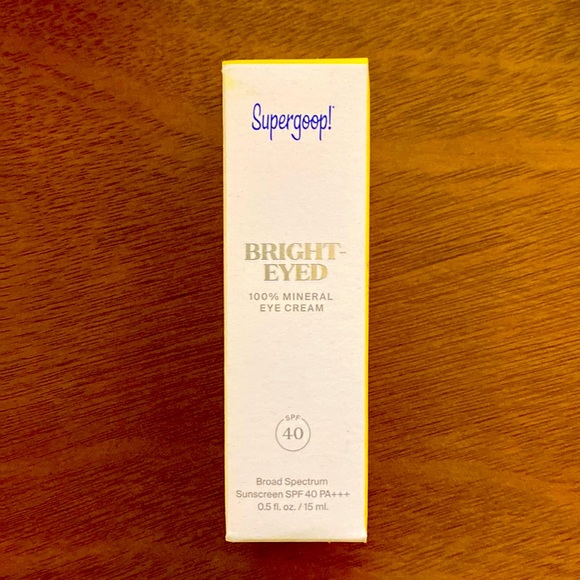 Supergoop!
BRIGHT-
EYED
100% MINERAL
EYE CREAM
SPF
40
Broad Spectrum
Sunscreen SPF 40 PA+++
0.5 fl. oz. / 15 ml.